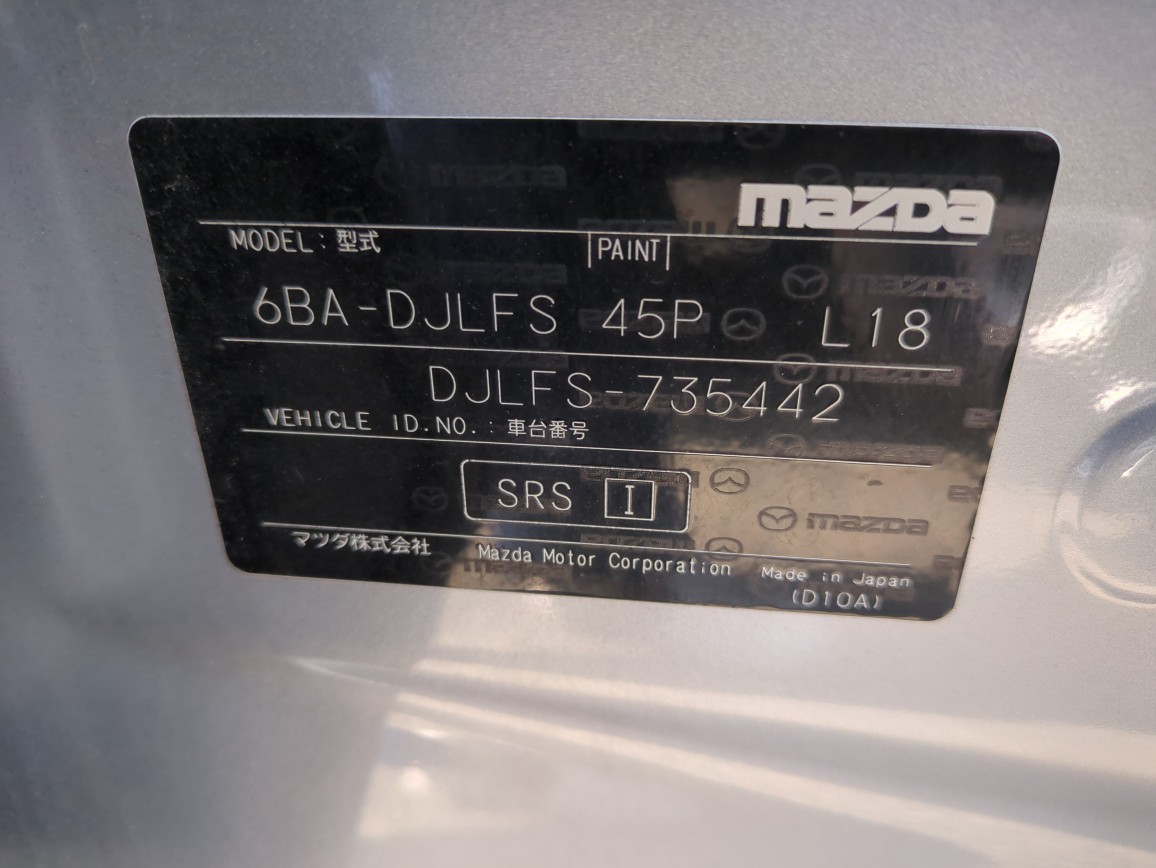 mazda
MODEL : 型式 PAINT
6BA-DJLFS 45P L18
DJLFS-735442
VEHICLE ID.NO. : 車台番号
SRS I
マツダ株式会社 Mazda Motor Corporation Made in Japan
(D10A)